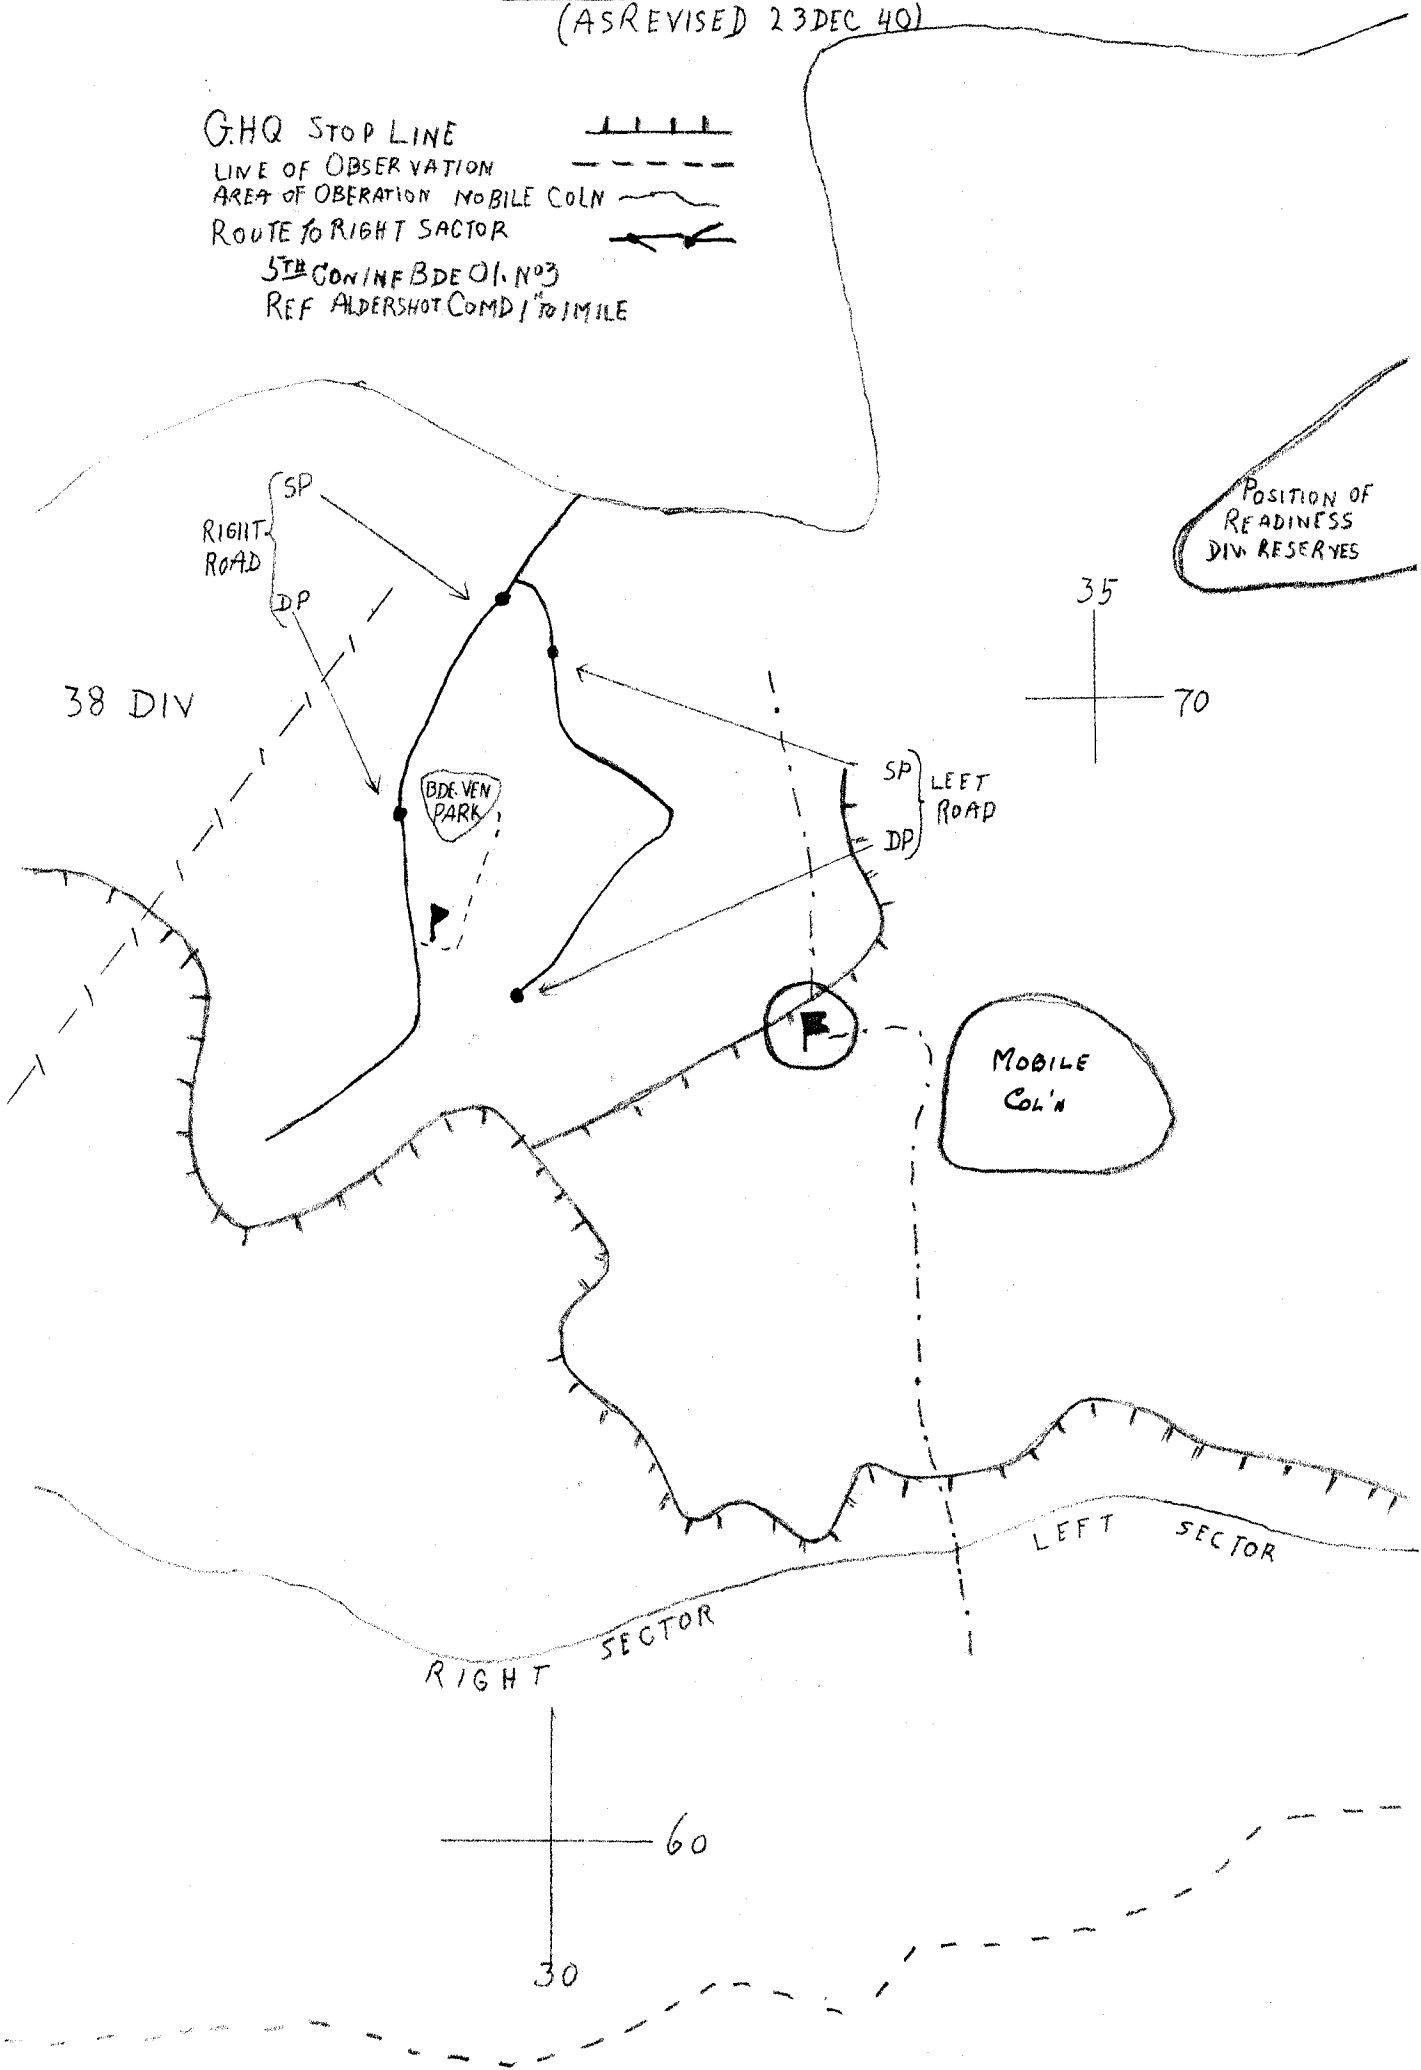 (AS REVISED 23 DEC 40)
G.HQ STOP LINE
LINE OF OBSERVATION
AREA OF OBERATION MOBILE COLN
ROUTE TO RIGHT SACTOR
5TH CON INF BDE OI. No3
REF ALDERSHOT COMD 1" TO 1 MILE
POSITION OF
READINESS
DIV. RESERVES
SP
RIGHT
ROAD
DP
35
70
38 DIV
BDE. VEN
PARK
SP
LEFT
ROAD
DP
MOBILE
COL'N
LEFT SECTOR
RIGHT SECTOR
60
30